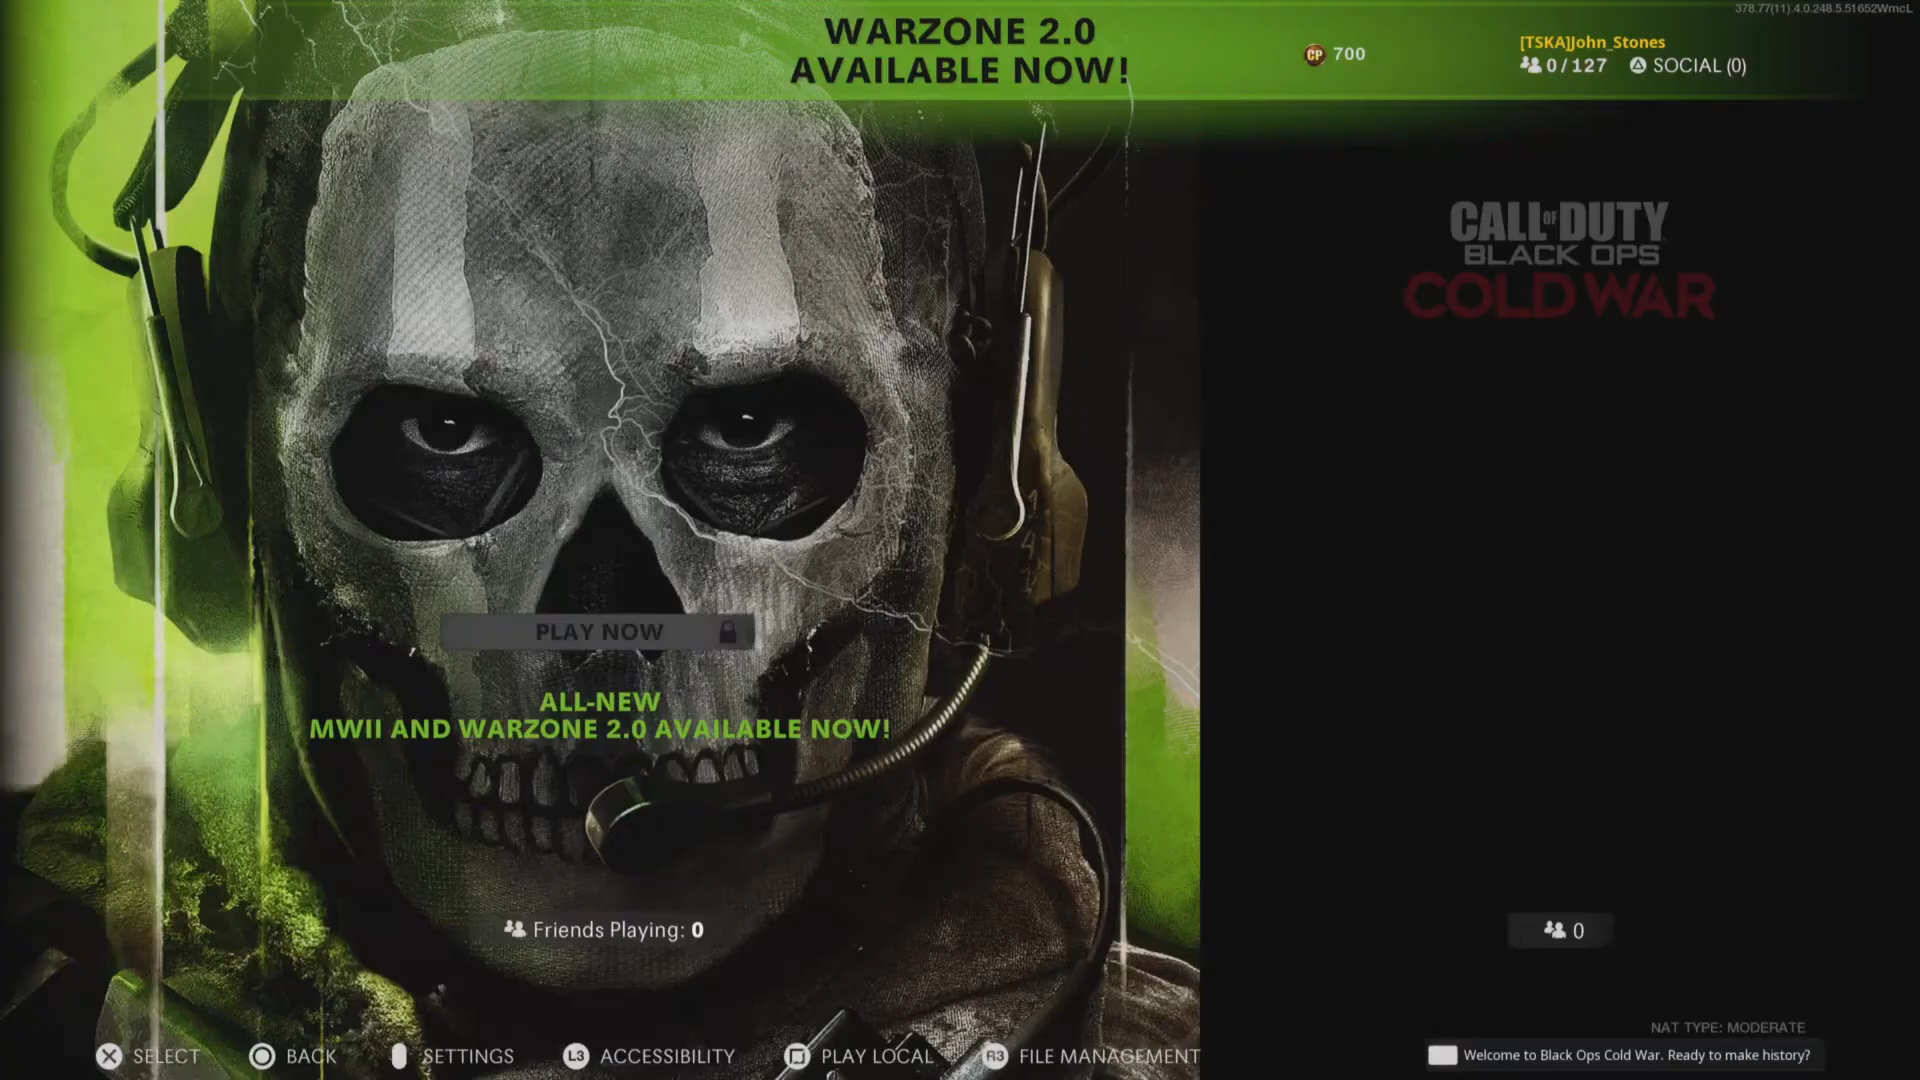 378.77(11).4.0.248.5.51652WmcL
WARZONE 2.0
AVAILABLE NOW!
CP 700
[TSKA]John_Stones
0/127 SOCIAL (0)
CALL OF DUTY
BLACK OPS
COLD WAR
PLAY NOW
ALL-NEW
MWII AND WARZONE 2.0 AVAILABLE NOW!
Friends Playing: 0
0
NAT TYPE: MODERATE
SELECT BACK SETTINGS L3 ACCESSIBILITY PLAY LOCAL R3 FILE MANAGEMENT
Welcome to Black Ops Cold War. Ready to make history?